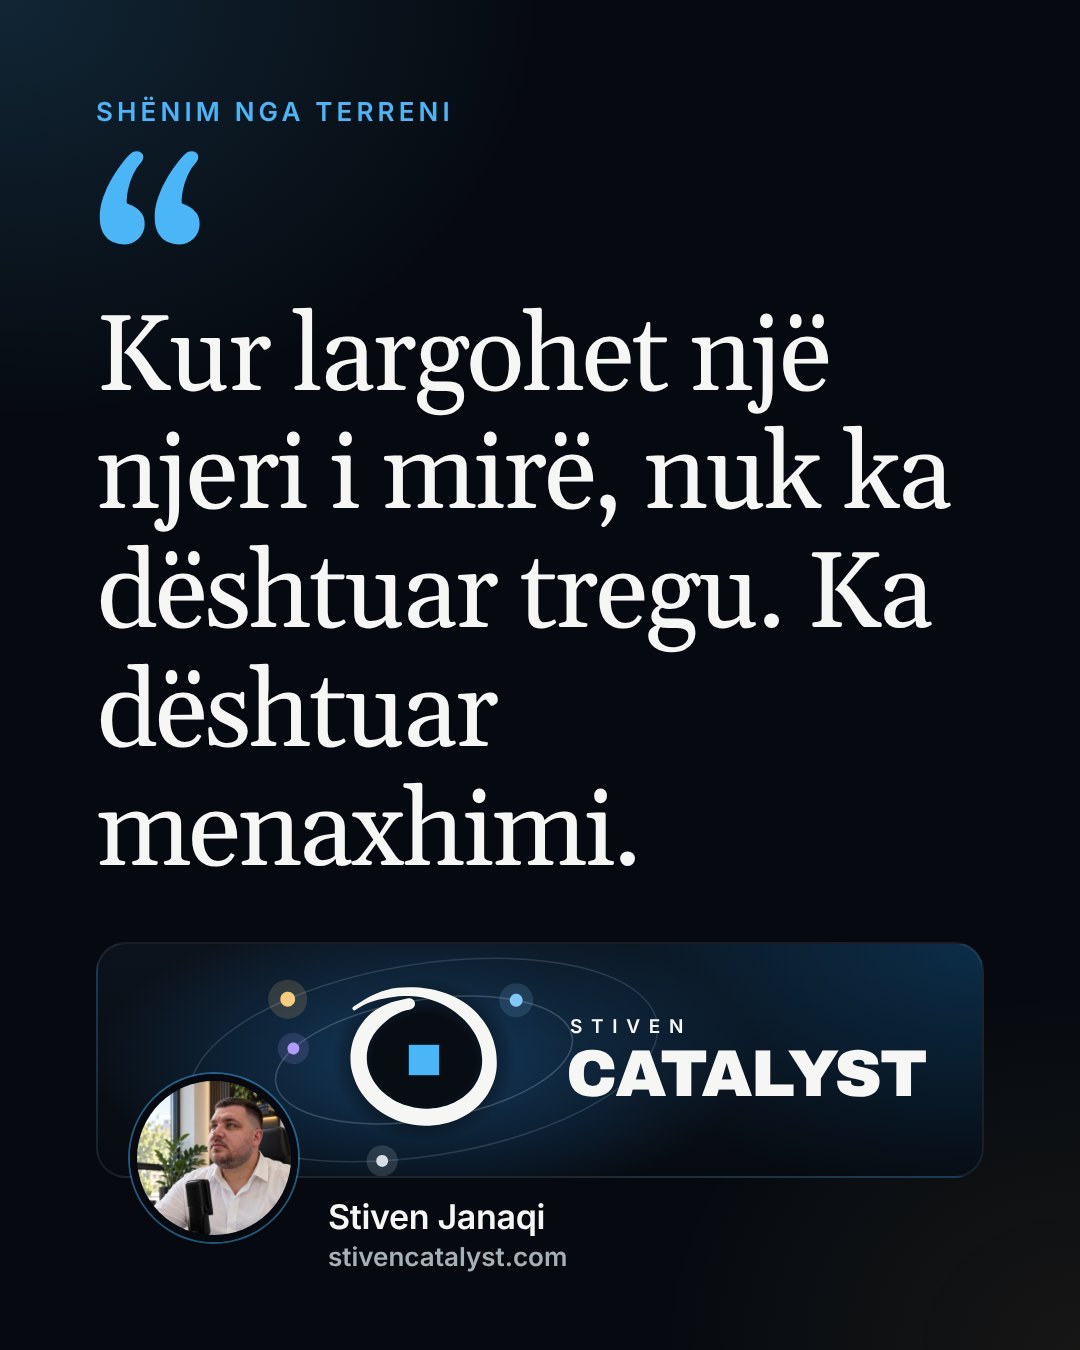 SHËNIM NGA TERRENI
“
Kur largohet një
njeri i mirë, nuk ka
dështuar tregu. Ka
dështuar
menaxhimi.
STIVEN
CATALYST
Stiven Janaqi
stivencatalyst.com